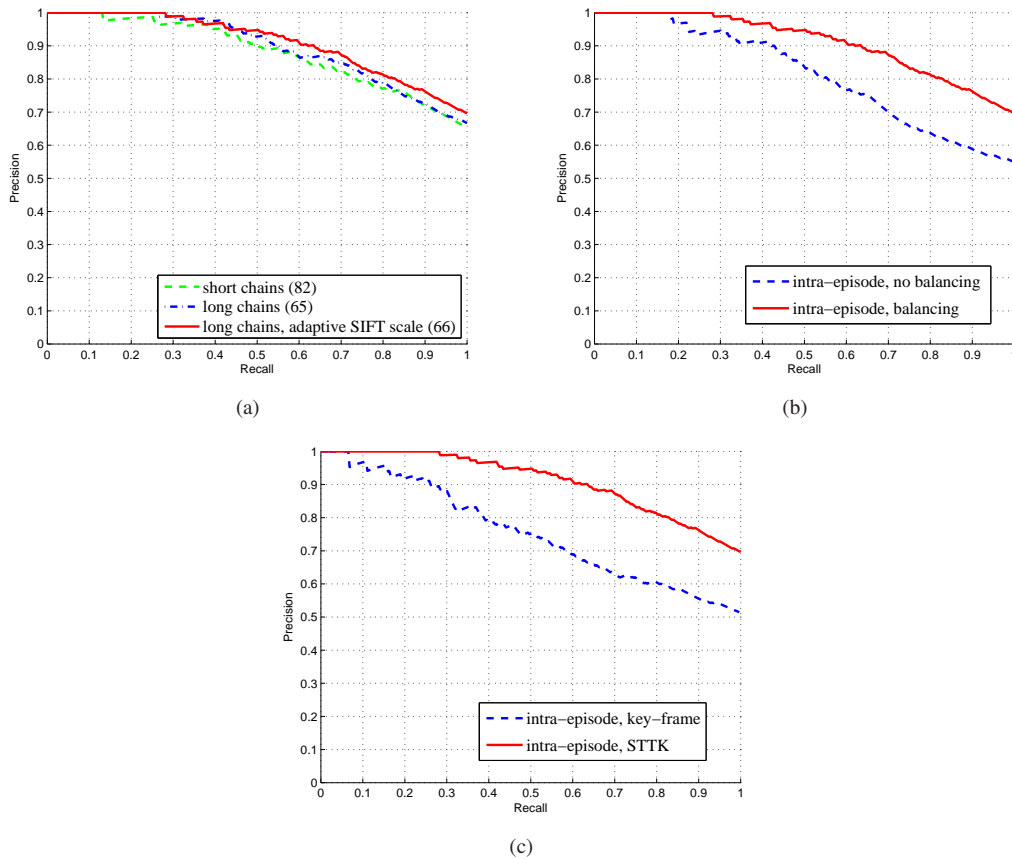 1
0.9
0.8
0.7
0.6
0.5
0.4
0.3
0.2
0.1
0
Precision
short chains (82)
long chains (65)
long chains, adaptive SIFT scale (66)
0 0.1 0.2 0.3 0.4 0.5 0.6 0.7 0.8 0.9 1
Recall
(a)
1
0.9
0.8
0.7
0.6
0.5
0.4
0.3
0.2
0.1
0
Precision
intra−episode, no balancing
intra−episode, balancing
0 0.1 0.2 0.3 0.4 0.5 0.6 0.7 0.8 0.9 1
Recall
(b)
1
0.9
0.8
0.7
0.6
0.5
0.4
0.3
0.2
0.1
0
Precision
intra−episode, key−frame
intra−episode, STTK
0 0.1 0.2 0.3 0.4 0.5 0.6 0.7 0.8 0.9 1
Recall
(c)